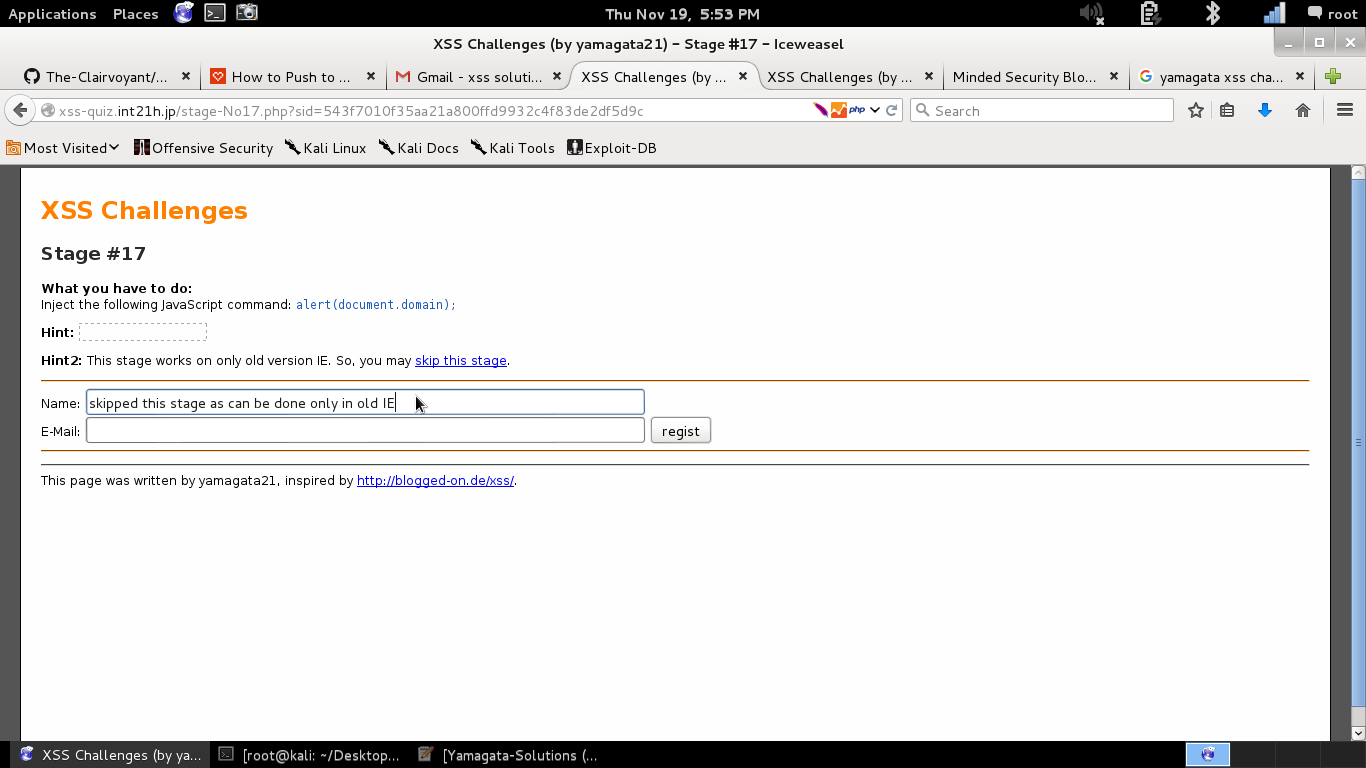 Applications Places Thu Nov 19, 5:53 PM root
XSS Challenges (by yamagata21) – Stage #17 – Iceweasel
The-Clairvoyant/... How to Push to ... Gmail - xss soluti... XSS Challenges (by ... XSS Challenges (by ... Minded Security Blo... yamagata xss cha...
xss-quiz.int21h.jp/stage-No17.php?sid=543f7010f35aa21a800ffd9932c4f83de2df5d9c php Search
Most Visited Offensive Security Kali Linux Kali Docs Kali Tools Exploit-DB
XSS Challenges
Stage #17
What you have to do:
Inject the following JavaScript command: alert(document.domain);
Hint:
Hint2: This stage works on only old version IE. So, you may skip this stage.
Name: skipped this stage as can be done only in old IE
E-Mail: regist
This page was written by yamagata21, inspired by http://blogged-on.de/xss/.
XSS Challenges (by ya... [root@kali: ~/Desktop... [Yamagata-Solutions (...